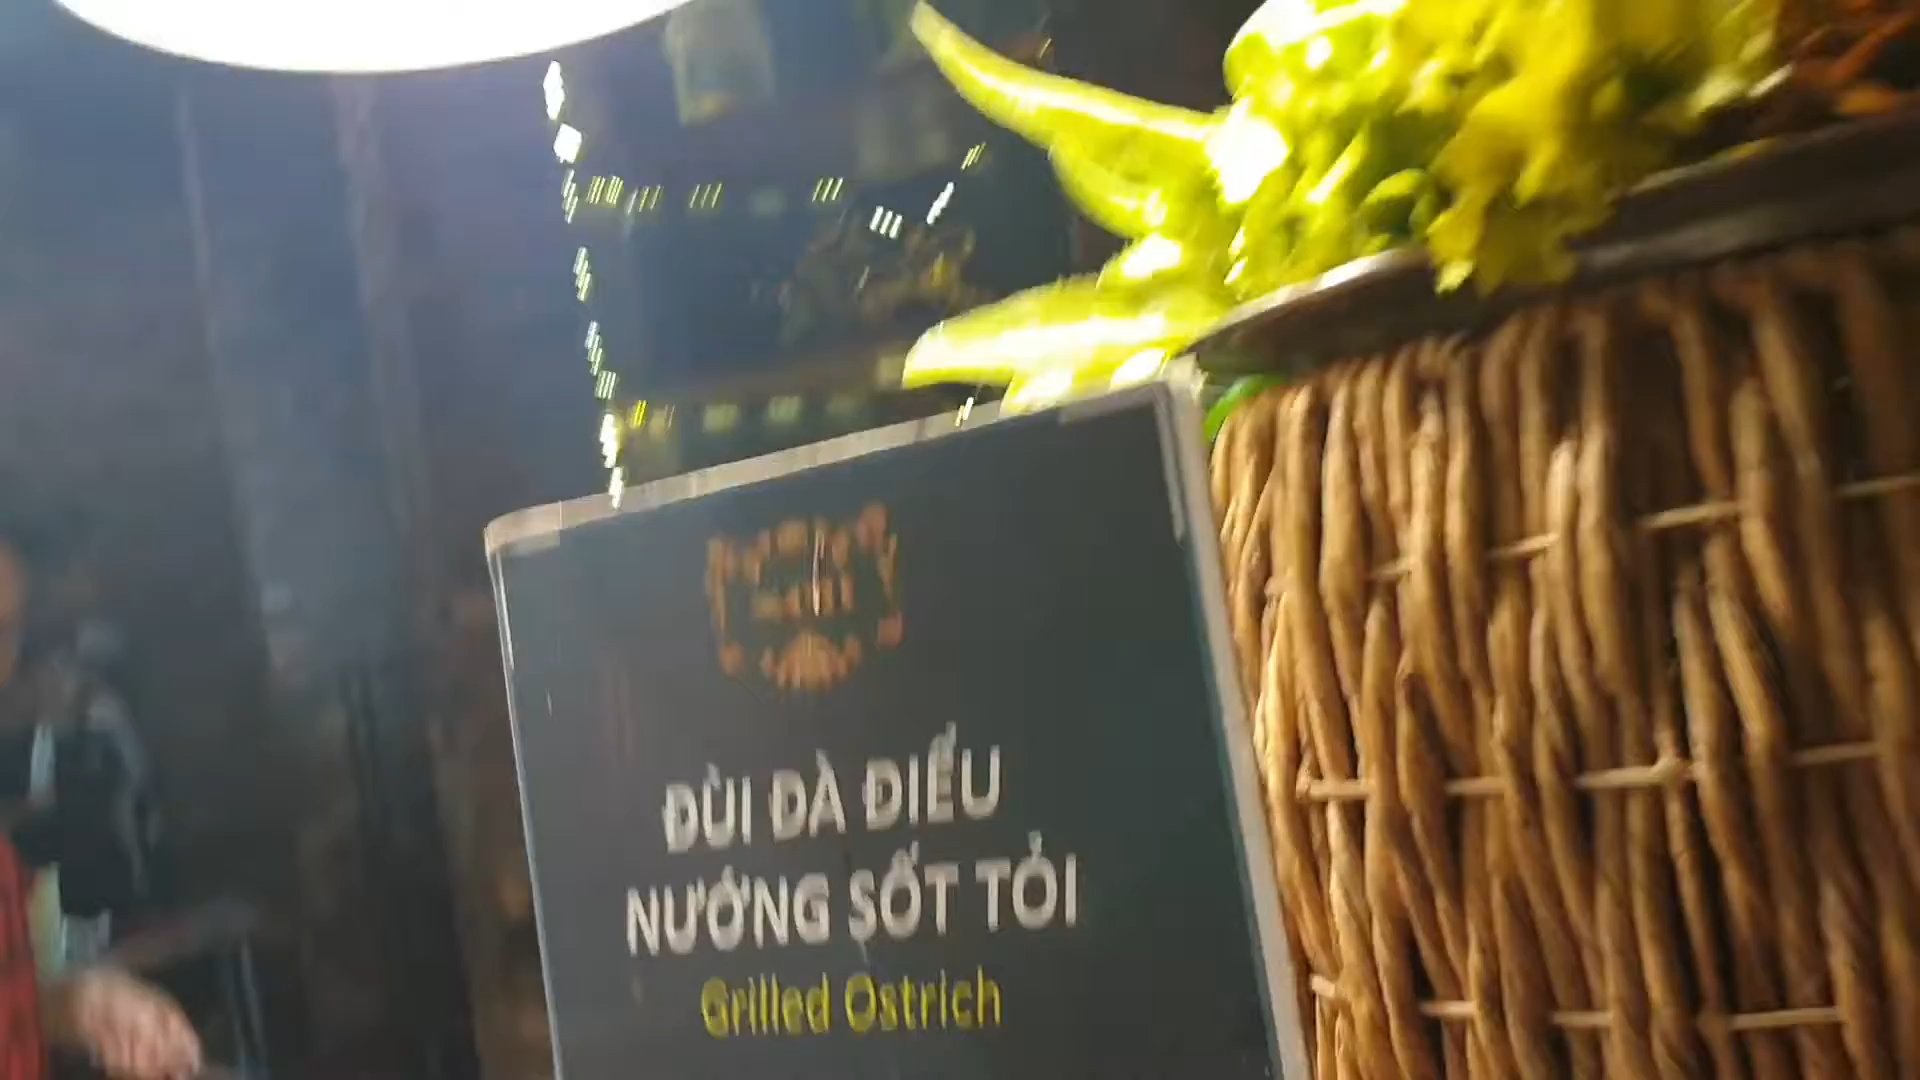 ĐÙI ĐÀ ĐIỂU
NƯỚNG SỐT TỎI
Grilled Ostrich